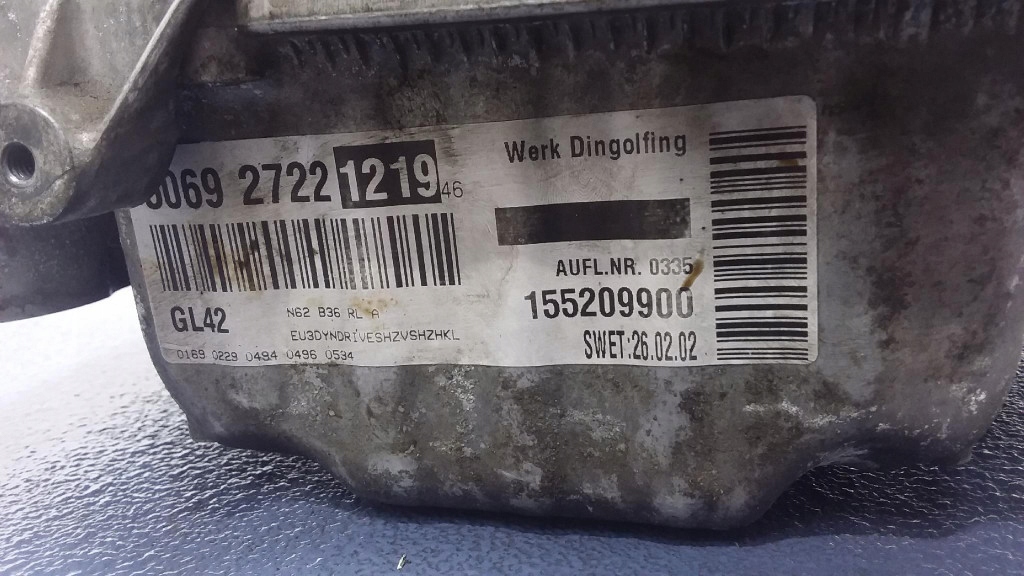 069 2722 1219 46
Werk Dingolfing
AUFL.NR. 0335
155209900
SWET:26.02.02
GL42
N62 B36 RL A
EU3DYNDRIVESHZVSHZHKL
0169 0229 0494 0496 0534